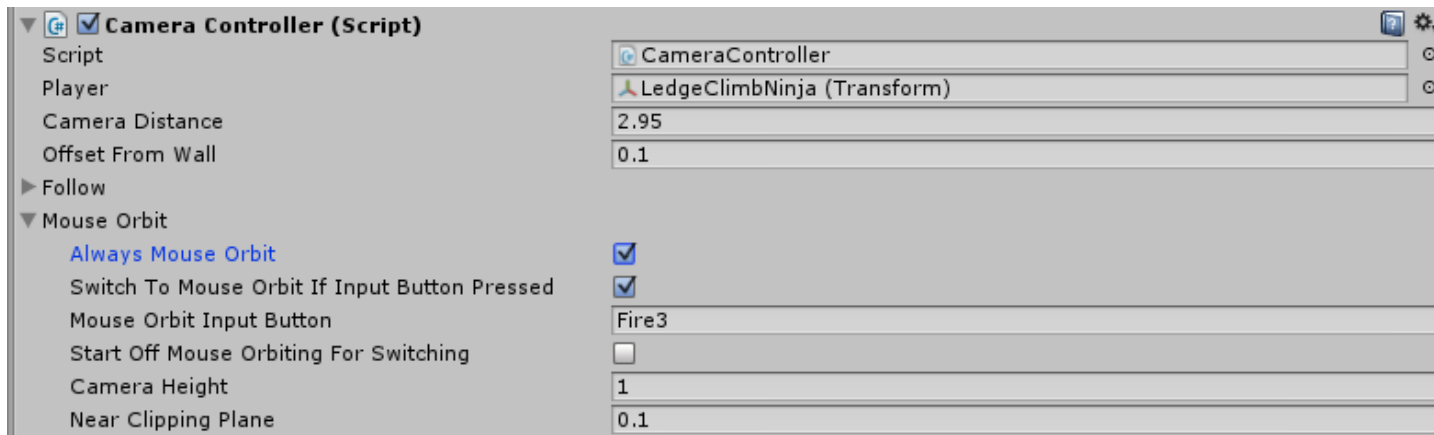 Camera Controller (Script)
Script CameraController
Player LedgeClimbNinja (Transform)
Camera Distance 2.95
Offset From Wall 0.1
Follow
Mouse Orbit
Always Mouse Orbit
Switch To Mouse Orbit If Input Button Pressed
Mouse Orbit Input Button Fire3
Start Off Mouse Orbiting For Switching
Camera Height 1
Near Clipping Plane 0.1